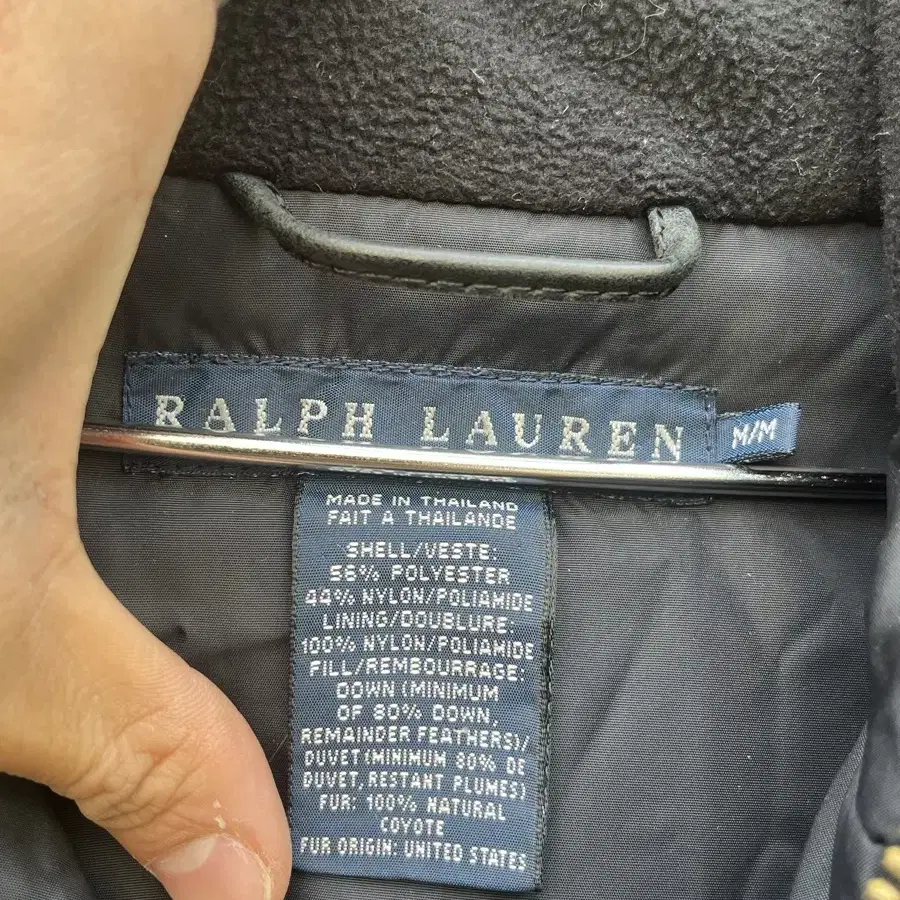 RALPH LAUREN
M/M
MADE IN THAILAND
FAIT A THAILANDE
SHELL/VESTE:
56% POLYESTER
44% NYLON/POLIAMIDE
LINING/DOUBLURE:
100% NYLON/POLIAMIDE
FILL/REMBOURRAGE:
DOWN (MINIMUM
OF 80% DOWN,
REMAINDER FEATHERS)/
DUVET (MINIMUM 80% DE
DUVET, RESTANT PLUMES)
FUR: 100% NATURAL
COYOTE
FUR ORIGIN: UNITED STATES